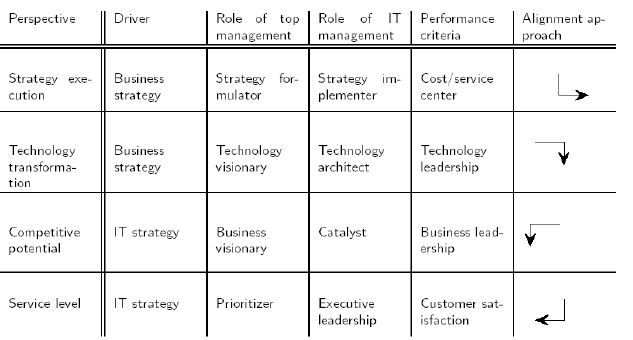 Perspective Driver Role of top management Role of IT management Performance criteria Alignment ap-proach
Strategy exe-cution Business strategy Strategy for-mulator Strategy im-plementer Cost/service center
Technology transforma-tion Business strategy Technology visionary Technology architect Technology leadership
Competitive potential IT strategy Business visionary Catalyst Business lead-ership
Service level IT strategy Prioritizer Executive leadership Customer sat-isfaction